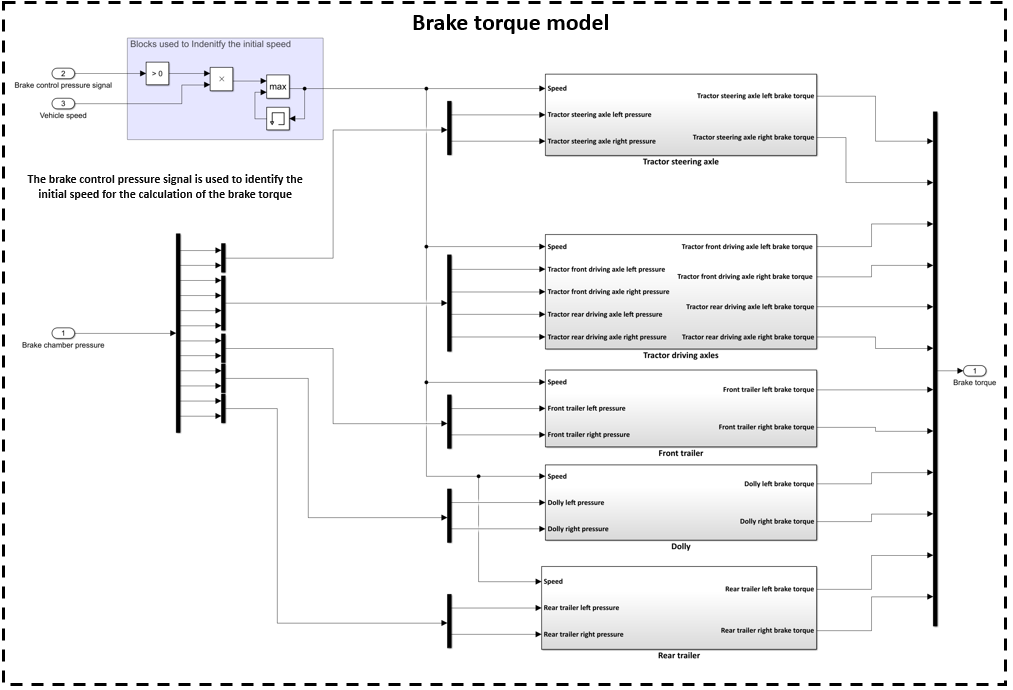 Brake torque model
Blocks used to Indenitfy the initial speed
2
Brake control pressure signal
> 0
×
max
3
Vehicle speed
The brake control pressure signal is used to identify the
initial speed for the calculation of the brake torque
1
Brake chamber pressure
Speed
Tractor steering axle left pressure
Tractor steering axle right pressure
Tractor steering axle left brake torque
Tractor steering axle right brake torque
Tractor steering axle
Speed
Tractor front driving axle left pressure
Tractor front driving axle right pressure
Tractor rear driving axle left pressure
Tractor rear driving axle right pressure
Tractor front driving axle left brake torque
Tractor front driving axle right brake torque
Tractor rear driving axle left brake torque
Tractor rear driving axle right brake torque
Tractor driving axles
Speed
Front trailer left pressure
Front trailer right pressure
Front trailer left brake torque
Front trailer right brake torque
Front trailer
Speed
Dolly left pressure
Dolly right pressure
Dolly left brake torque
Dolly right brake torque
Dolly
Speed
Rear trailer left pressure
Rear trailer right pressure
Rear trailer left brake torque
Rear trailer right brake torque
Rear trailer
1
Brake torque